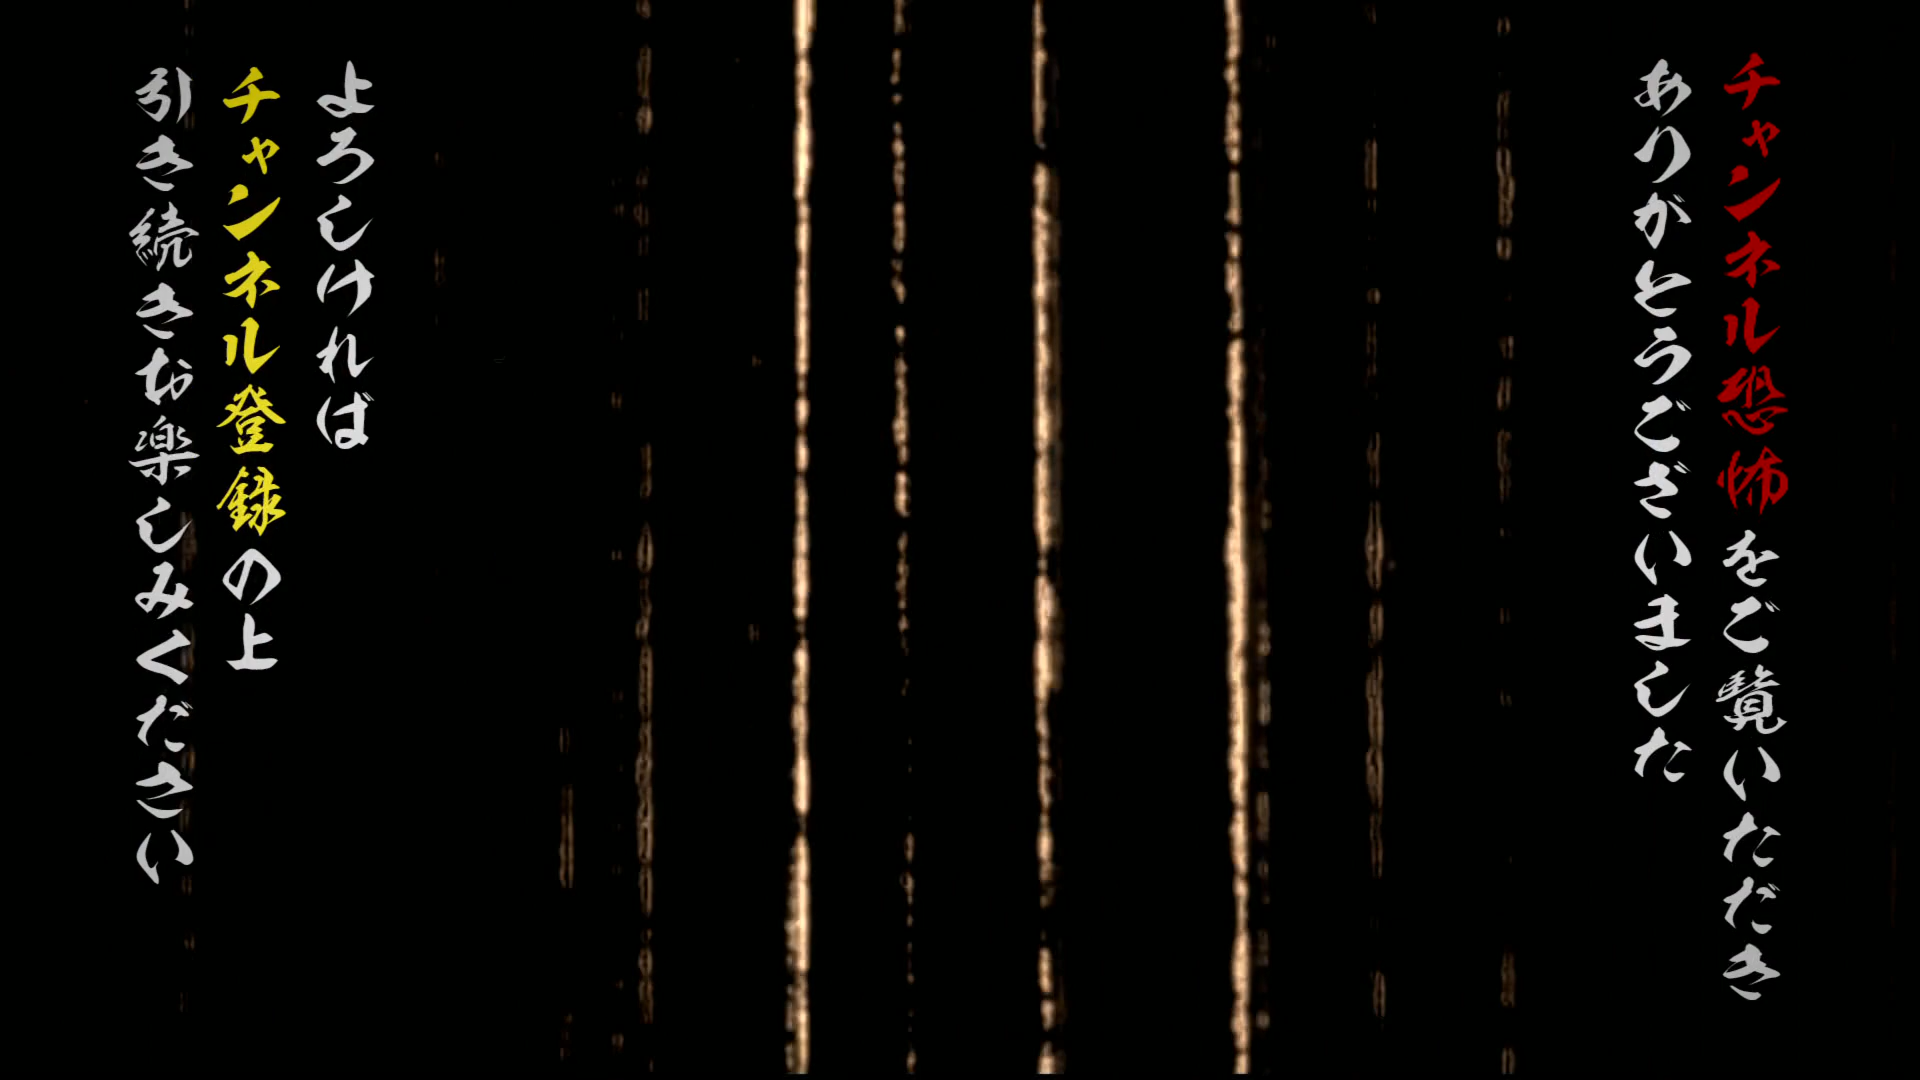 チャンネル恐怖をご覧いただき
ありがとうございました
よろしければ
チャンネル登録の上
引き続きお楽しみください